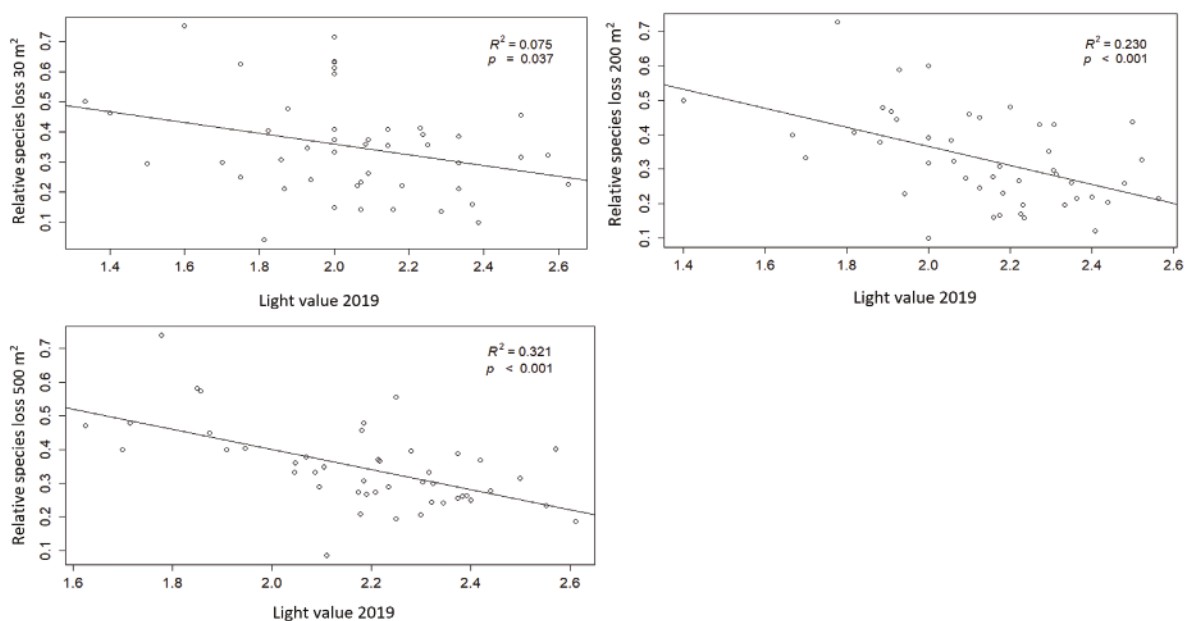 Relative species loss 30 m²
0.7
0.6
0.5
0.4
0.3
0.2
0.1
R² = 0.075
p = 0.037
1.4 1.6 1.8 2.0 2.2 2.4 2.6
Light value 2019
Relative species loss 200 m²
0.7
0.6
0.5
0.4
0.3
0.2
0.1
R² = 0.230
p < 0.001
1.4 1.6 1.8 2.0 2.2 2.4 2.6
Light value 2019
Relative species loss 500 m²
0.7
0.6
0.5
0.4
0.3
0.2
0.1
R² = 0.321
p < 0.001
1.6 1.8 2.0 2.2 2.4 2.6
Light value 2019